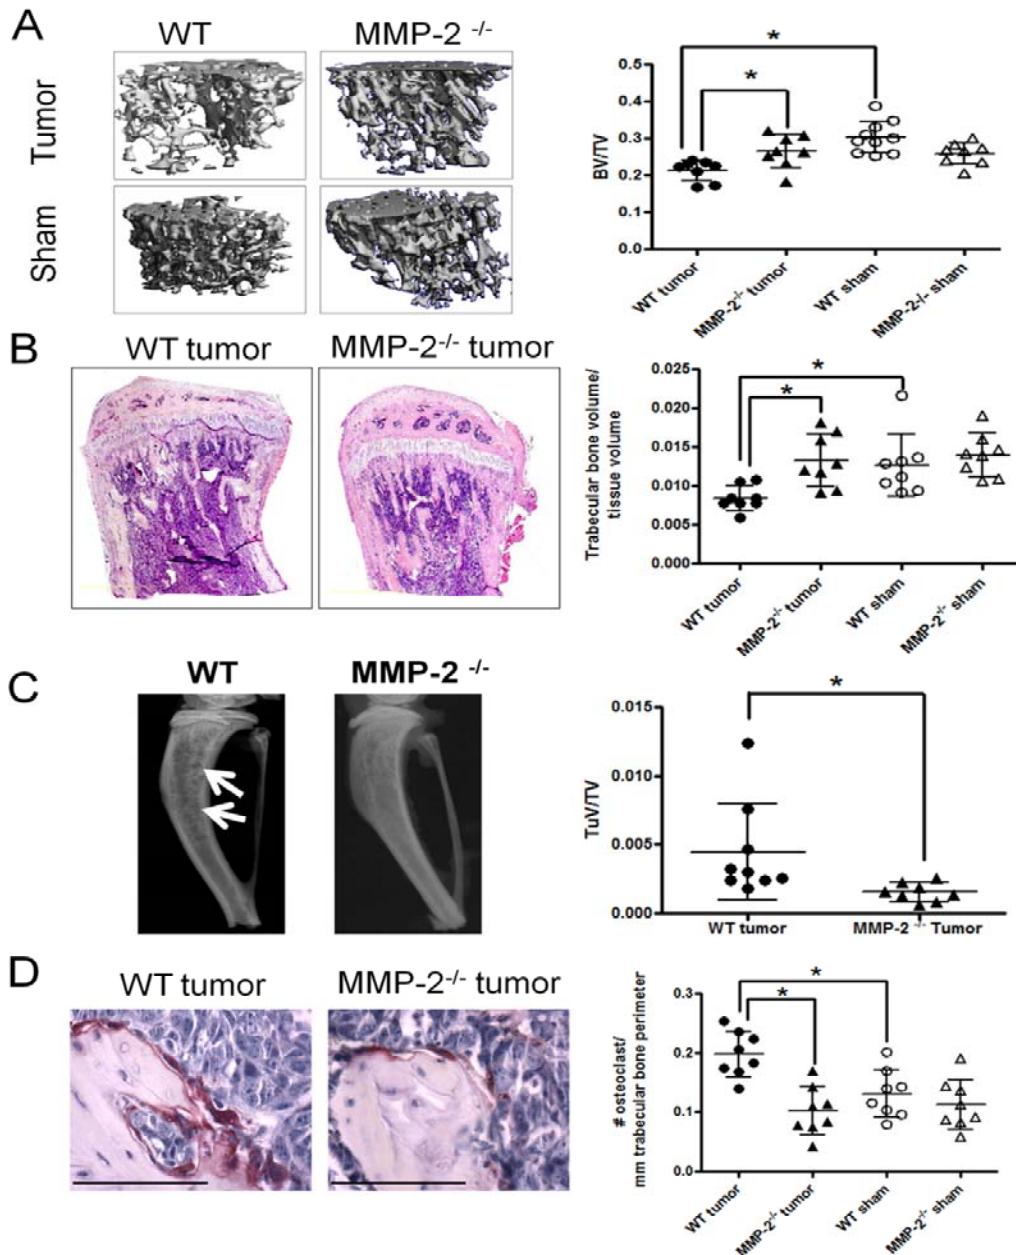 A
WT
MMP-2 -/-
Tumor
Sham
BV/TV
0.5
0.4
0.3
0.2
0.1
0.0
*
*
WT tumor
MMP-2-/- tumor
WT sham
MMP-2-/- sham
B
WT tumor
MMP-2-/- tumor
Trabecular bone volume/
tissue volume
0.025
0.020
0.015
0.010
0.005
0.000
*
*
WT tumor
MMP-2-/- tumor
WT sham
MMP-2-/- sham
C
WT
MMP-2 -/-
TuV/TV
0.015
0.010
0.005
0.000
*
WT tumor
MMP-2 -/- Tumor
D
WT tumor
MMP-2-/- tumor
# osteoclast/
mm trabecular bone perimeter
0.3
0.2
0.1
0.0
*
*
WT tumor
MMP-2-/- tumor
WT sham
MMP-2-/- sham